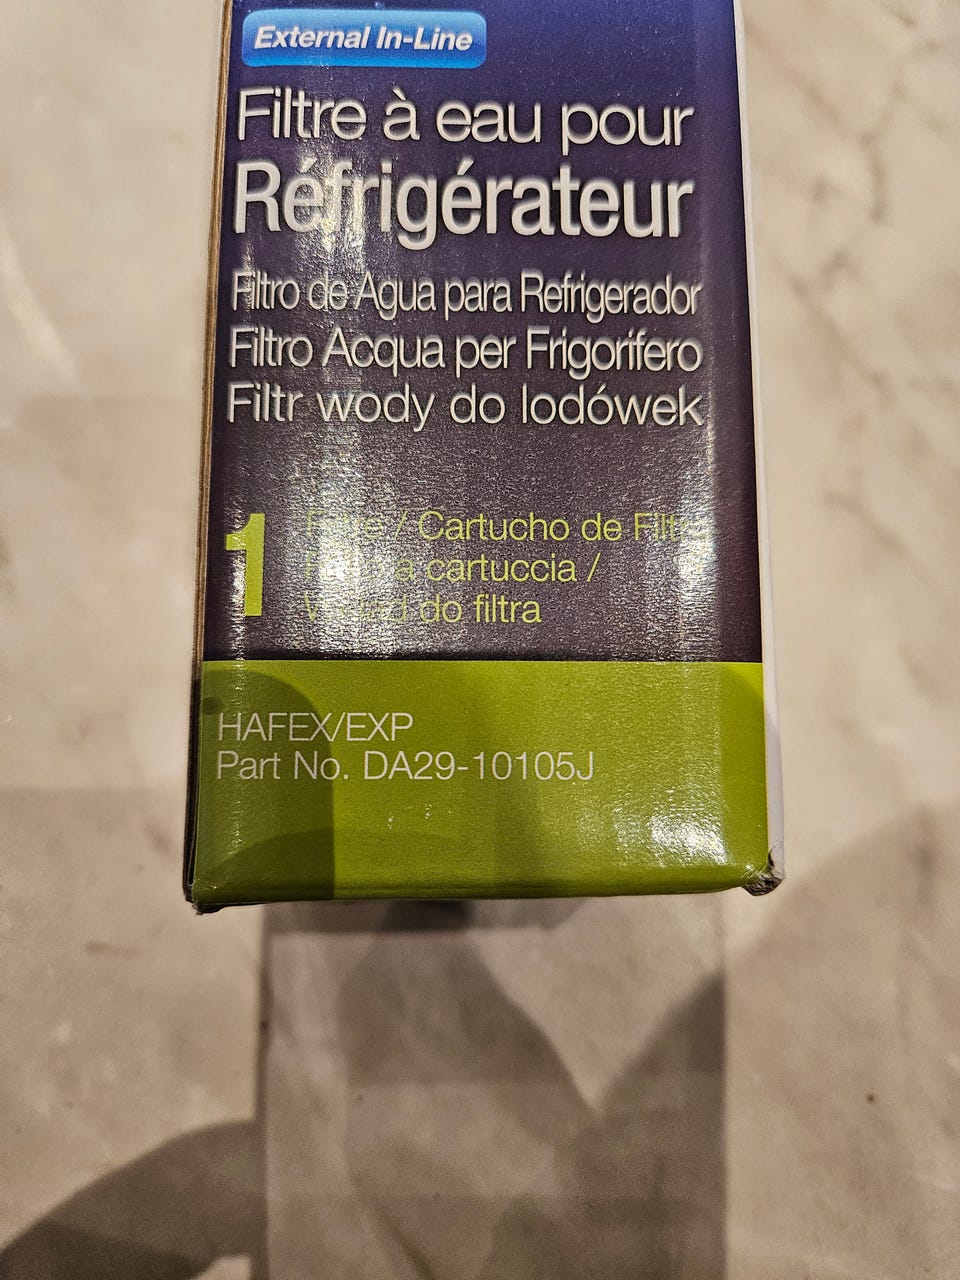 External In-Line
Filtre à eau pour
Réfrigérateur
Filtro de Agua para Refrigerador
Filtro Acqua per Frigorifero
Filtr wody do lodówek
1
/ Cartucho de Filtro
a cartuccia /
do filtra
HAFEX/EXP
Part No. DA29-10105J